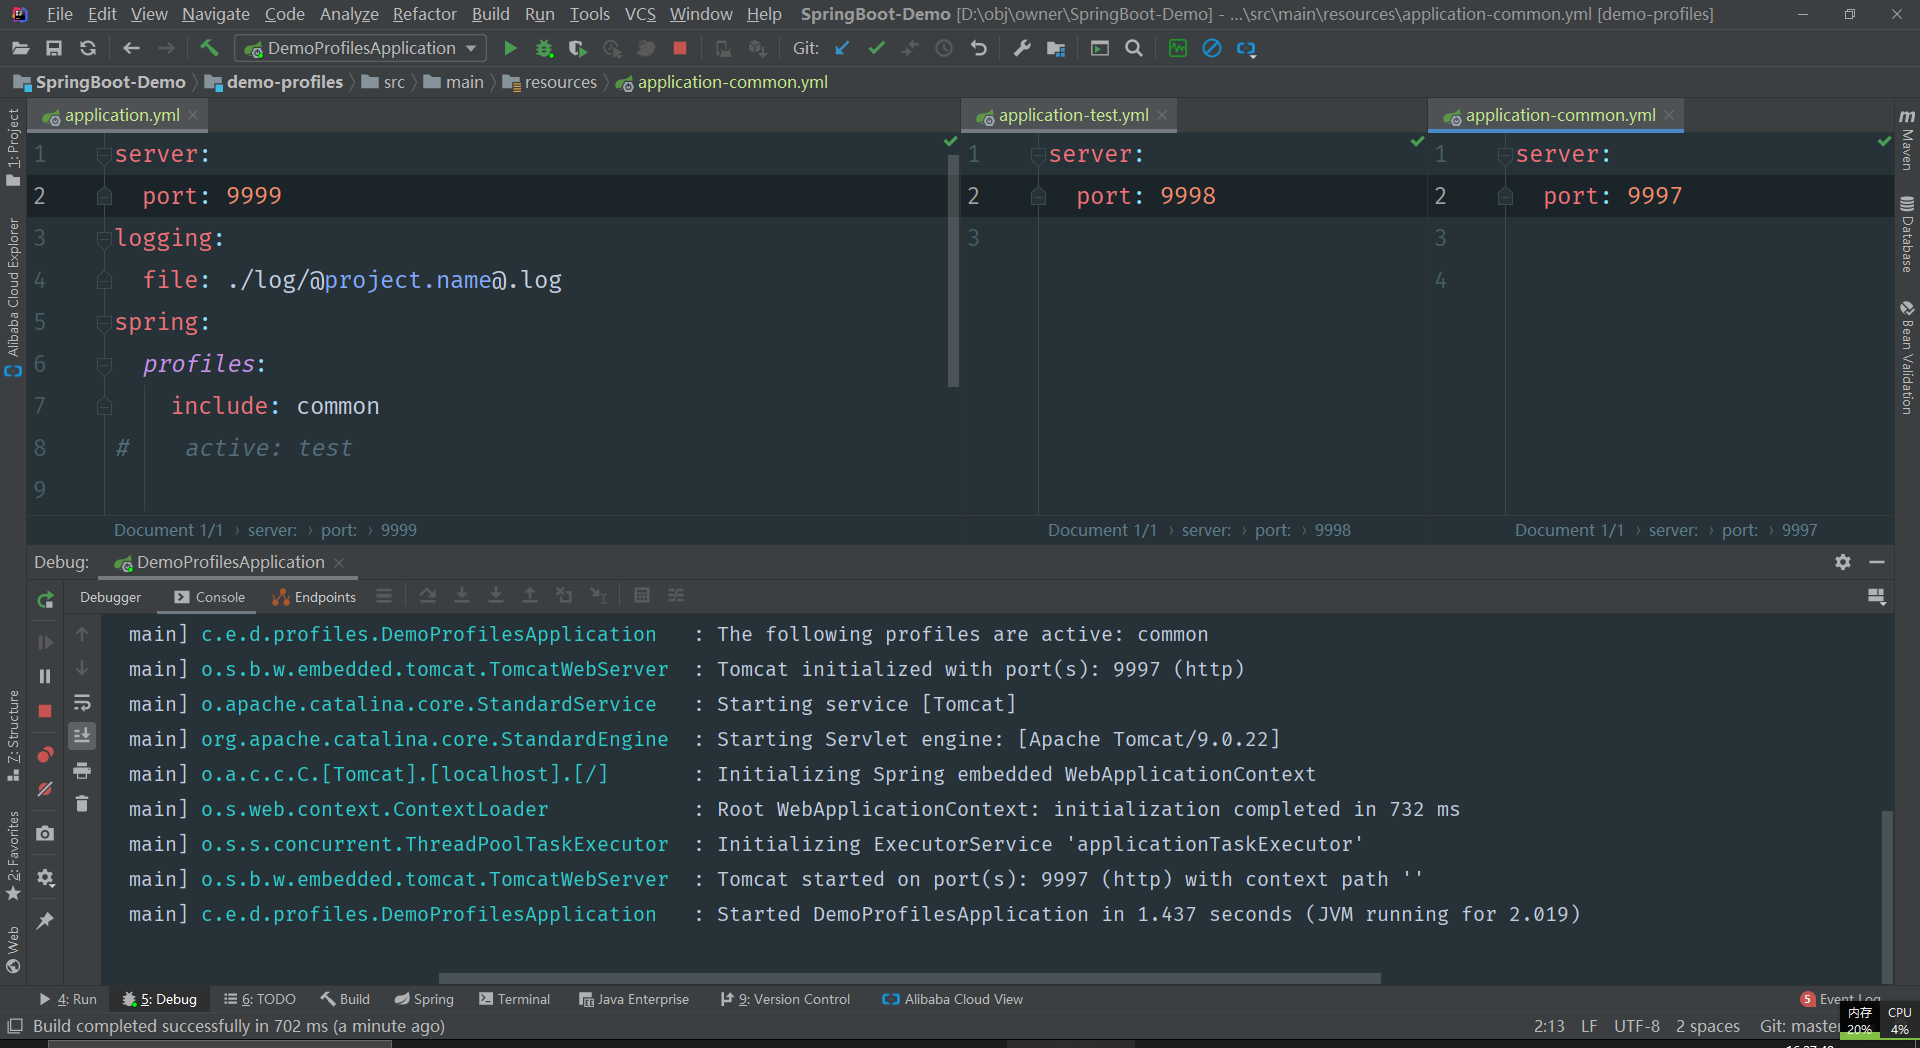 File Edit View Navigate Code Analyze Refactor Build Run Tools VCS Window Help SpringBoot-Demo [D:\obj\owner\SpringBoot-Demo] - ...\src\main\resources\application-common.yml [demo-profiles]
DemoProfilesApplication Git:
SpringBoot-Demo demo-profiles src main resources application-common.yml
application.yml
1 server:
2 port: 9999
3 logging:
4 file: ./log/@project.name@.log
5 spring:
6 profiles:
7 include: common
8 # active: test
9
Document 1/1 › server: › port: › 9999
application-test.yml
1 server:
2 port: 9998
3
Document 1/1 › server: › port: › 9998
application-common.yml
1 server:
2 port: 9997
3
4
Document 1/1 › server: › port: › 9997
1: Project
Alibaba Cloud Explorer
7: Structure
2: Favorites
Web
Maven
Database
Bean Validation
Debug: DemoProfilesApplication
Debugger Console Endpoints
main] c.e.d.profiles.DemoProfilesApplication : The following profiles are active: common
main] o.s.b.w.embedded.tomcat.TomcatWebServer : Tomcat initialized with port(s): 9997 (http)
main] o.apache.catalina.core.StandardService : Starting service [Tomcat]
main] org.apache.catalina.core.StandardEngine : Starting Servlet engine: [Apache Tomcat/9.0.22]
main] o.a.c.c.C.[Tomcat].[localhost].[/] : Initializing Spring embedded WebApplicationContext
main] o.s.web.context.ContextLoader : Root WebApplicationContext: initialization completed in 732 ms
main] o.s.s.concurrent.ThreadPoolTaskExecutor : Initializing ExecutorService 'applicationTaskExecutor'
main] o.s.b.w.embedded.tomcat.TomcatWebServer : Tomcat started on port(s): 9997 (http) with context path ''
main] c.e.d.profiles.DemoProfilesApplication : Started DemoProfilesApplication in 1.437 seconds (JVM running for 2.019)
4: Run 5: Debug 6: TODO Build Spring Terminal Java Enterprise 9: Version Control Alibaba Cloud View 5 Event Log
Build completed successfully in 702 ms (a minute ago) 2:13 LF UTF-8 2 spaces Git: master
内存 CPU
20% 4%